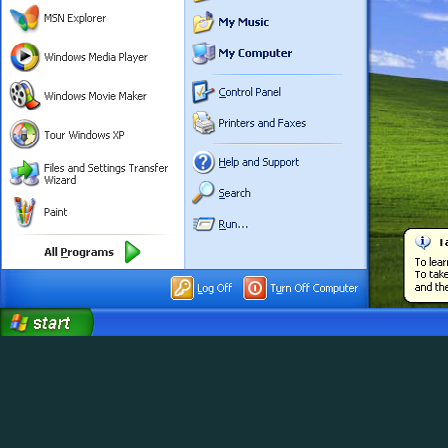 MSN Explorer
Windows Media Player
Windows Movie Maker
Tour Windows XP
Files and Settings Transfer
Wizard
Paint
All Programs
My Music
My Computer
Control Panel
Printers and Faxes
Help and Support
Search
Run...
Log Off
Turn Off Computer
To lear
To take
and the
start